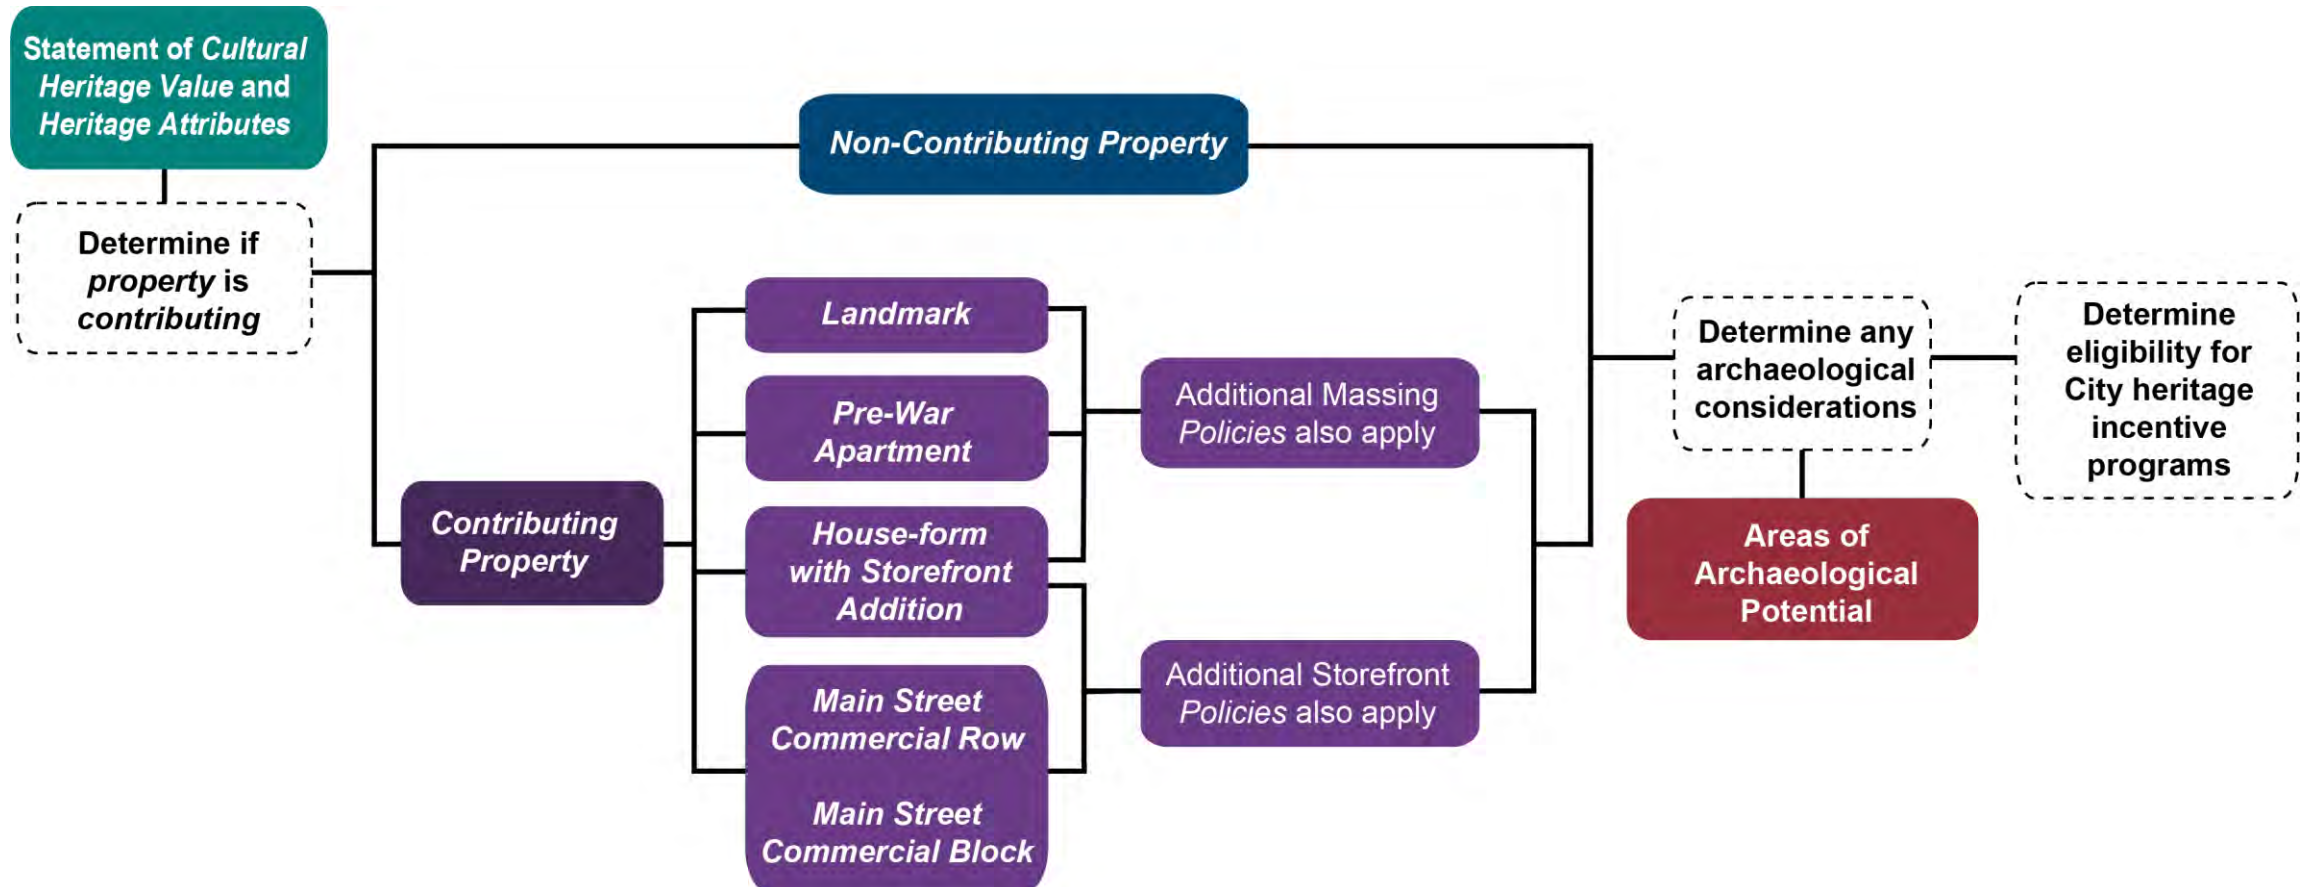 Statement of Cultural
Heritage Value and
Heritage Attributes
Determine if
property is
contributing
Non-Contributing Property
Contributing
Property
Landmark
Pre-War
Apartment
House-form
with Storefront
Addition
Main Street
Commercial Row
Main Street
Commercial Block
Additional Massing
Policies also apply
Additional Storefront
Policies also apply
Determine any
archaeological
considerations
Areas of
Archaeological
Potential
Determine
eligibility for
City heritage
incentive
programs